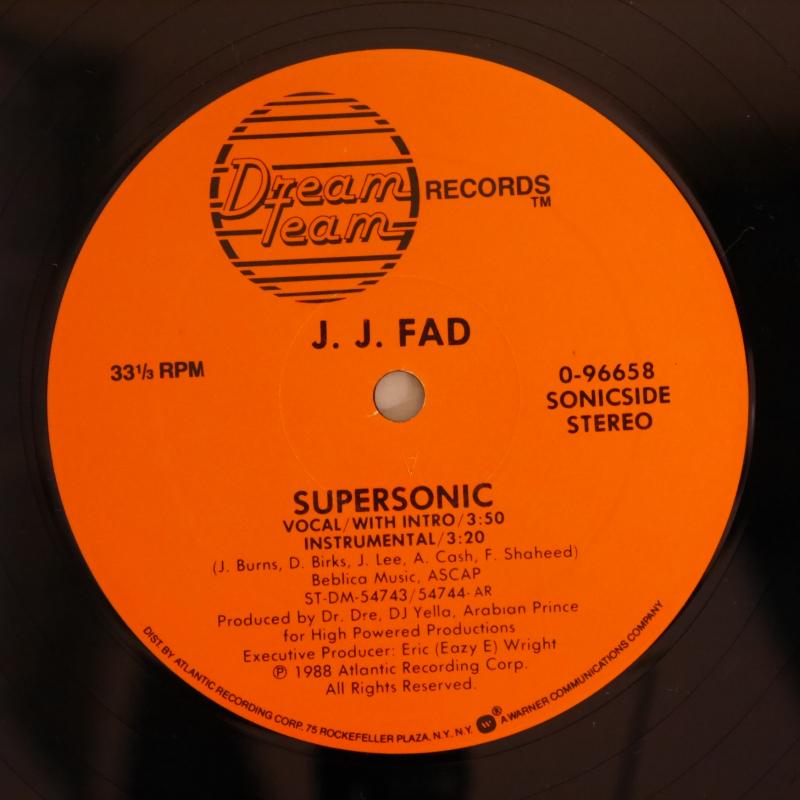 Dream Team RECORDS TM
J. J. FAD
33 1/3 RPM
0-96658
SONICSIDE
STEREO
SUPERSONIC
VOCAL/WITH INTRO/3:50
INSTRUMENTAL/3:20
(J. Burns, D. Birks, J. Lee, A. Cash, F. Shaheed)
Beblica Music, ASCAP
ST-DM-54743/54744-AR
Produced by Dr. Dre, DJ Yella, Arabian Prince
for High Powered Productions
Executive Producer: Eric (Eazy E) Wright
℗ 1988 Atlantic Recording Corp.
All Rights Reserved.
DIST. BY ATLANTIC RECORDING CORP. 75 ROCKEFELLER PLAZA, N.Y., N.Y. W ® A WARNER COMMUNICATIONS COMPANY